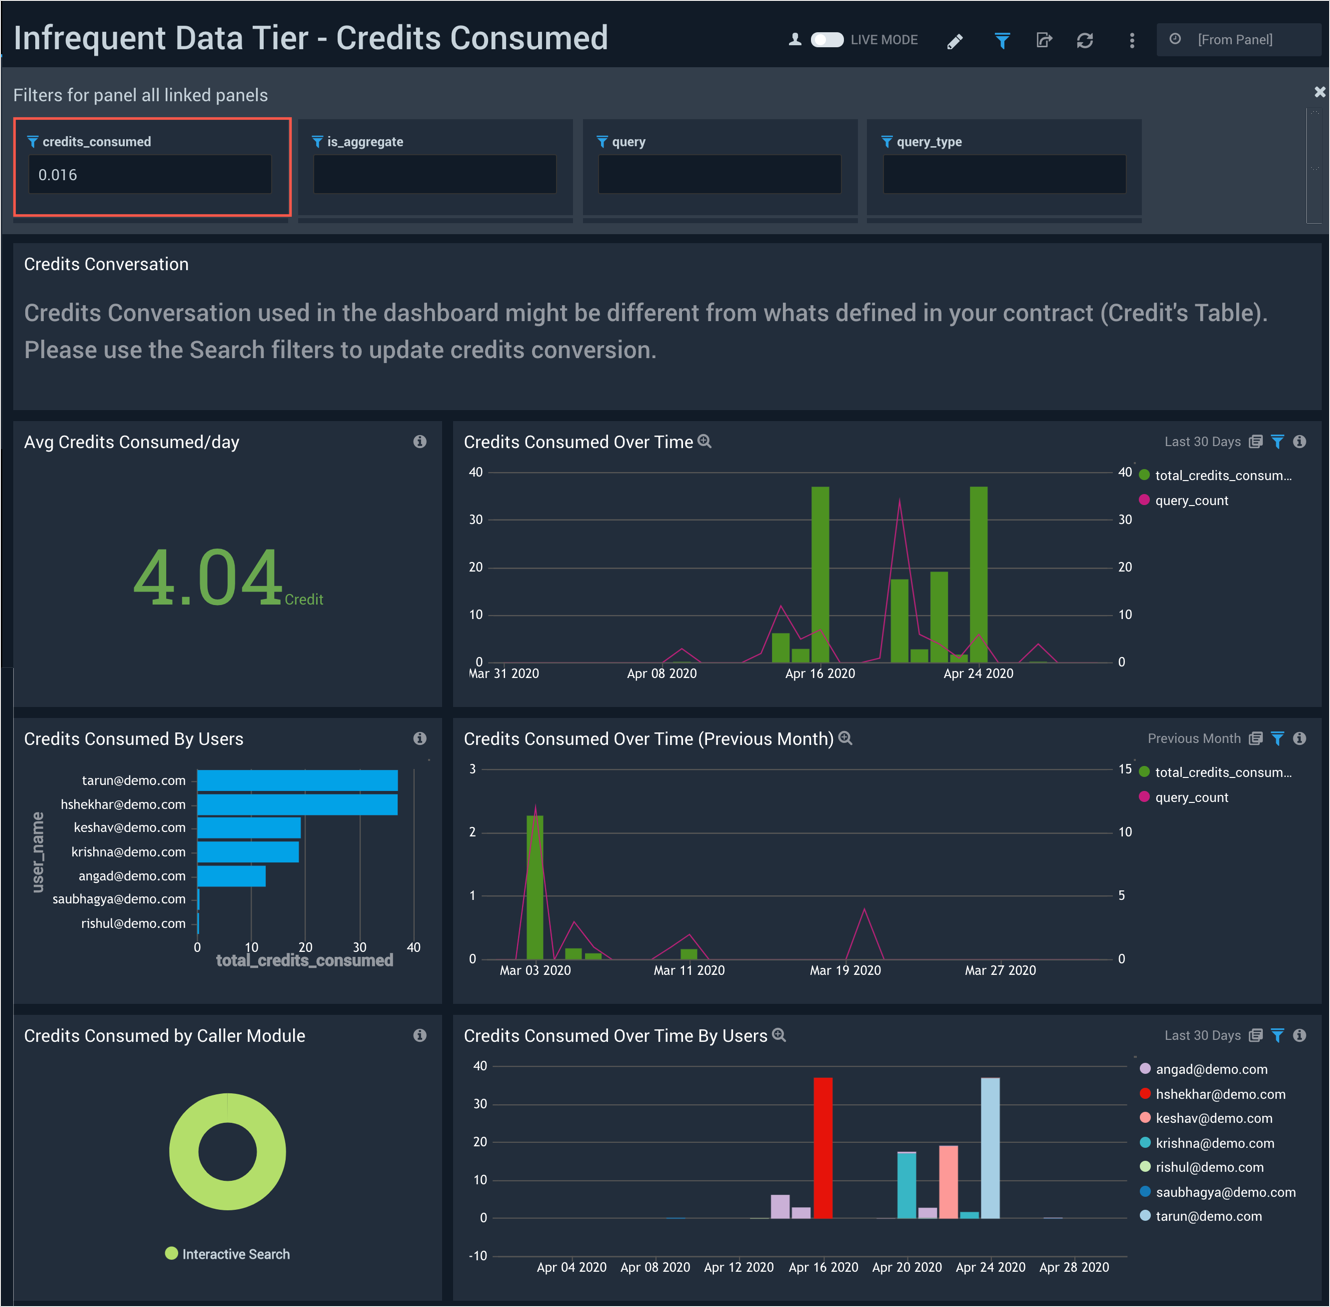 Infrequent Data Tier - Credits Consumed
LIVE MODE
[From Panel]
Filters for panel all linked panels
credits_consumed
is_aggregate
query
query_type
0.016
Credits Conversation
Credits Conversation used in the dashboard might be different from whats defined in your contract (Credit's Table).
Please use the Search filters to update credits conversion.
Avg Credits Consumed/day
4.04 Credit
Credits Consumed Over Time
Last 30 Days
40
30
20
10
0
40
30
20
10
0
Mar 31 2020
Apr 08 2020
Apr 16 2020
Apr 24 2020
total_credits_consum...
query_count
Credits Consumed By Users
user_name
tarun@demo.com
hshekhar@demo.com
keshav@demo.com
krishna@demo.com
angad@demo.com
saubhagya@demo.com
rishul@demo.com
0
10
20
30
40
total_credits_consumed
Credits Consumed Over Time (Previous Month)
Previous Month
3
2
1
0
15
10
5
0
Mar 03 2020
Mar 11 2020
Mar 19 2020
Mar 27 2020
total_credits_consum...
query_count
Credits Consumed by Caller Module
Interactive Search
Credits Consumed Over Time By Users
Last 30 Days
40
30
20
10
0
-10
Apr 04 2020
Apr 08 2020
Apr 12 2020
Apr 16 2020
Apr 20 2020
Apr 24 2020
Apr 28 2020
angad@demo.com
hshekhar@demo.com
keshav@demo.com
krishna@demo.com
rishul@demo.com
saubhagya@demo.com
tarun@demo.com